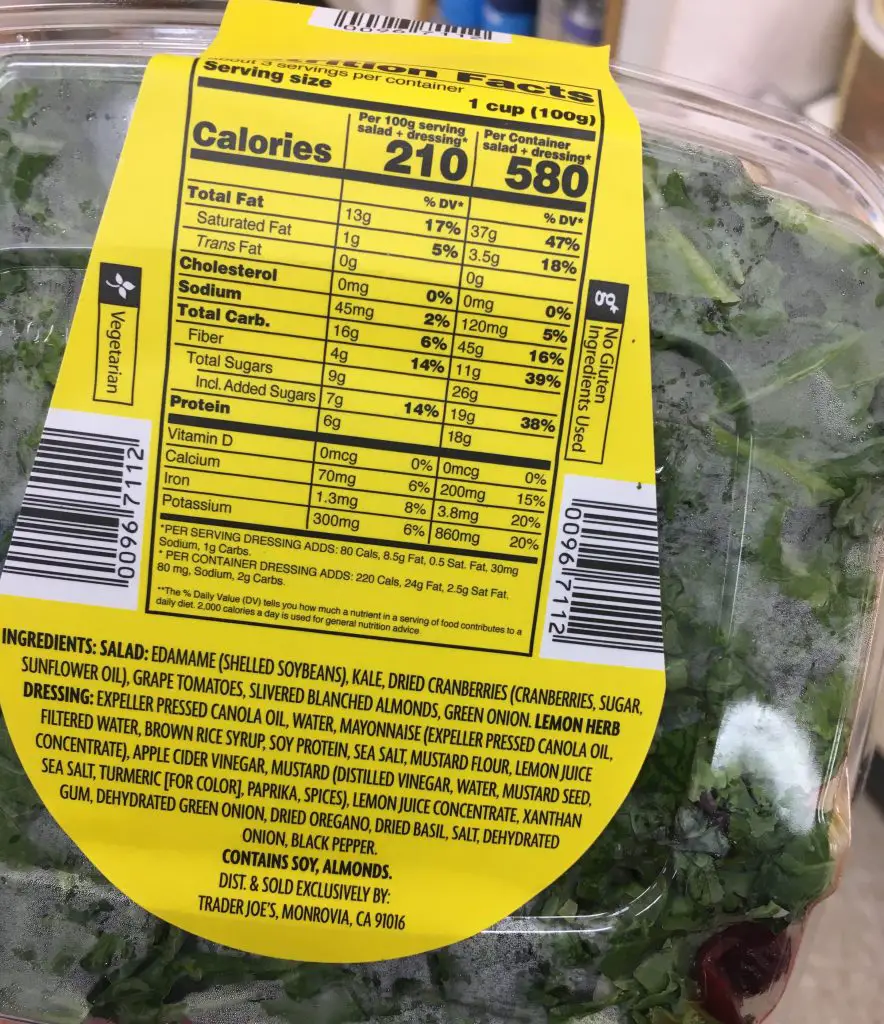 Nutrition Facts
about 3 servings per container
Serving size 1 cup (100g)
Calories
Per 100g serving
salad + dressing*
210
Per Container
salad + dressing*
580
% DV* % DV*
Total Fat 13g 17% 37g 47%
Saturated Fat 1g 5% 3.5g 18%
Trans Fat 0g 0g
Cholesterol 0mg 0% 0mg 0%
Sodium 45mg 2% 120mg 5%
Total Carb. 16g 6% 45g 16%
Fiber 4g 14% 11g 39%
Total Sugars 9g 26g
Incl. Added Sugars 7g 14% 19g 38%
Protein 6g 18g
Vitamin D 0mcg 0% 0mcg 0%
Calcium 70mg 6% 200mg 15%
Iron 1.3mg 8% 3.8mg 20%
Potassium 300mg 6% 860mg 20%
*PER SERVING DRESSING ADDS: 80 Cals, 8.5g Fat, 0.5 Sat. Fat, 30mg
Sodium, 1g Carbs.
* PER CONTAINER DRESSING ADDS: 220 Cals, 24g Fat, 2.5g Sat Fat,
80 mg, Sodium, 2g Carbs.
**The % Daily Value (DV) tells you how much a nutrient in a serving of food contributes to a
daily diet. 2,000 calories a day is used for general nutrition advice.
Vegetarian
g
No Gluten
Ingredients Used
00967112
00967112
00967112
INGREDIENTS: SALAD: EDAMAME (SHELLED SOYBEANS), KALE, DRIED CRANBERRIES (CRANBERRIES, SUGAR,
SUNFLOWER OIL), GRAPE TOMATOES, SLIVERED BLANCHED ALMONDS, GREEN ONION. LEMON HERB
DRESSING: EXPELLER PRESSED CANOLA OIL, WATER, MAYONNAISE (EXPELLER PRESSED CANOLA OIL,
FILTERED WATER, BROWN RICE SYRUP, SOY PROTEIN, SEA SALT, MUSTARD FLOUR, LEMON JUICE
CONCENTRATE), APPLE CIDER VINEGAR, MUSTARD (DISTILLED VINEGAR, WATER, MUSTARD SEED,
SEA SALT, TURMERIC [FOR COLOR], PAPRIKA, SPICES), LEMON JUICE CONCENTRATE, XANTHAN
GUM, DEHYDRATED GREEN ONION, DRIED OREGANO, DRIED BASIL, SALT, DEHYDRATED
ONION, BLACK PEPPER.
CONTAINS SOY, ALMONDS.
DIST. & SOLD EXCLUSIVELY BY:
TRADER JOE'S, MONROVIA, CA 91016